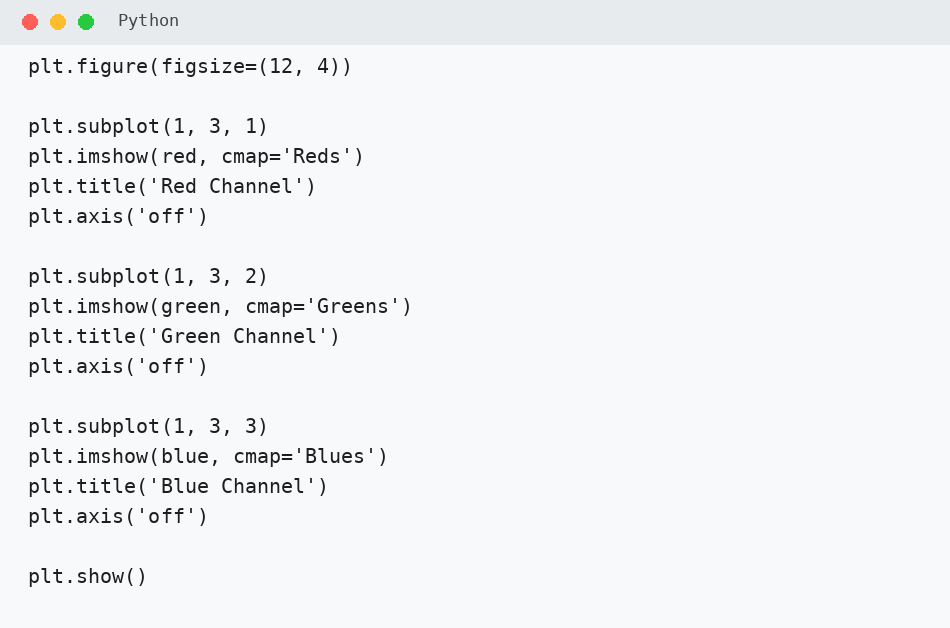 Python
plt.figure(figsize=(12, 4))
plt.subplot(1, 3, 1)
plt.imshow(red, cmap='Reds')
plt.title('Red Channel')
plt.axis('off')
plt.subplot(1, 3, 2)
plt.imshow(green, cmap='Greens')
plt.title('Green Channel')
plt.axis('off')
plt.subplot(1, 3, 3)
plt.imshow(blue, cmap='Blues')
plt.title('Blue Channel')
plt.axis('off')
plt.show()